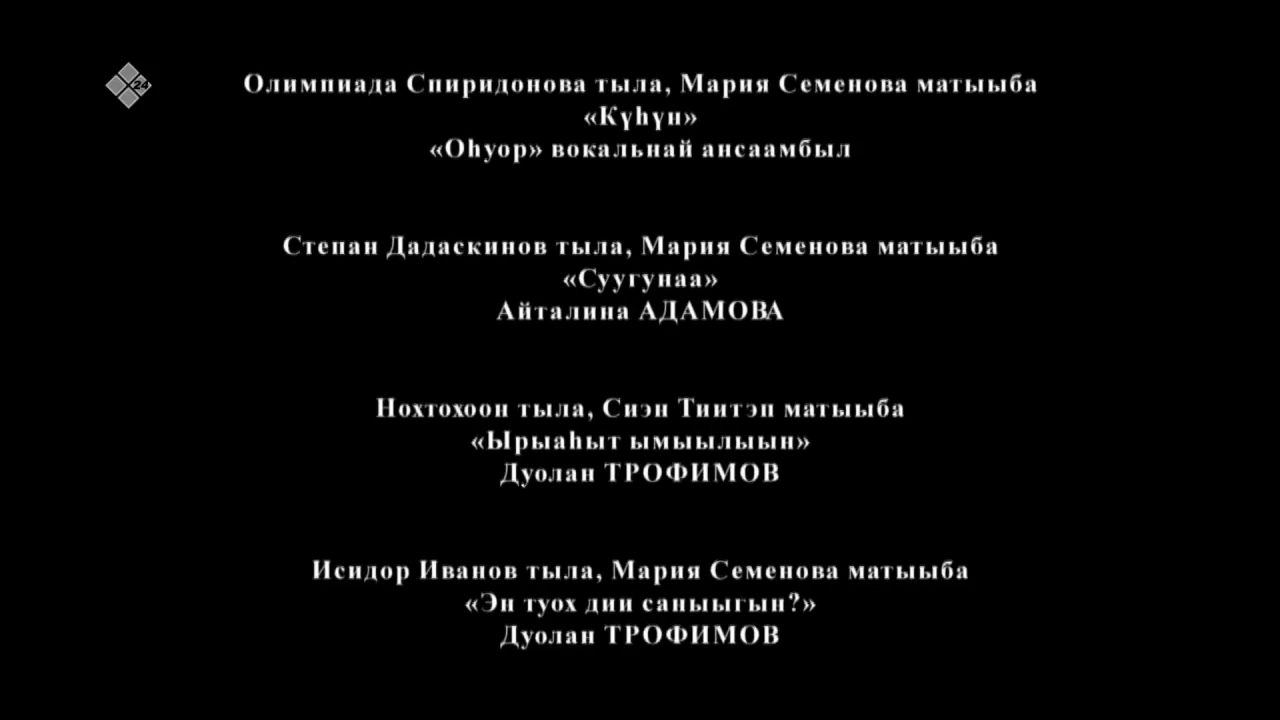 24
Олимпиада Спиридонова тыла, Мария Семенова матыыба
«Күһүн»
«Оһуор» вокальнай ансаамбыл
Степан Дадаскинов тыла, Мария Семенова матыыба
«Суугунаа»
Айталина АДАМОВА
Нохтохоон тыла, Сиэн Тиитэп матыыба
«Ырыаһыт ымыылыын»
Дуолан ТРОФИМОВ
Исидор Иванов тыла, Мария Семенова матыыба
«Эн туох дии саныыгын?»
Дуолан ТРОФИМОВ